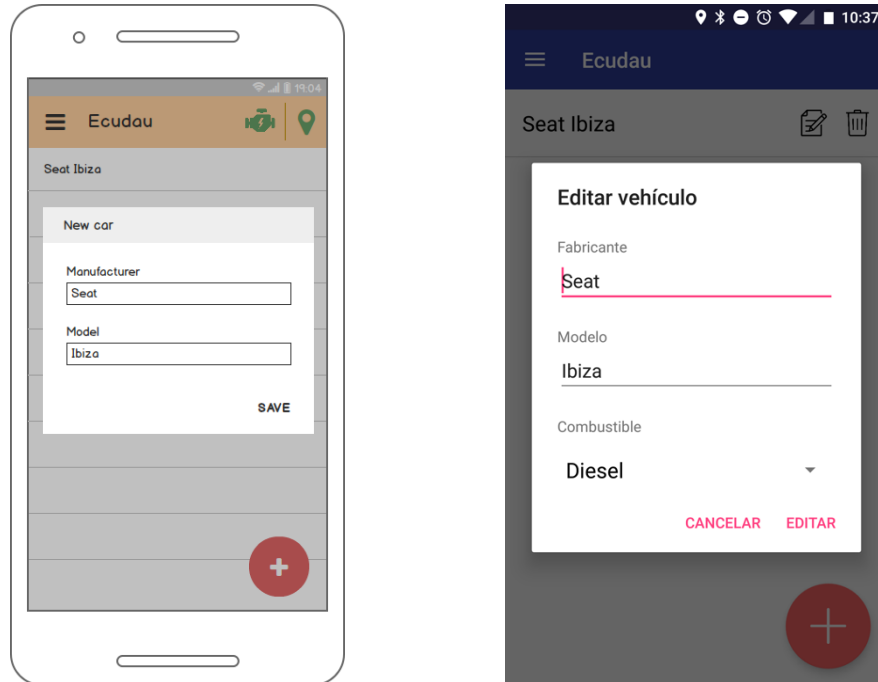 19:04
Ecudau
Seat Ibiza
New car
Manufacturer
Seat
Model
Ibiza
SAVE
10:37
Ecudau
Seat Ibiza
Editar vehículo
Fabricante
Seat
Modelo
Ibiza
Combustible
Diesel
CANCELAR EDITAR